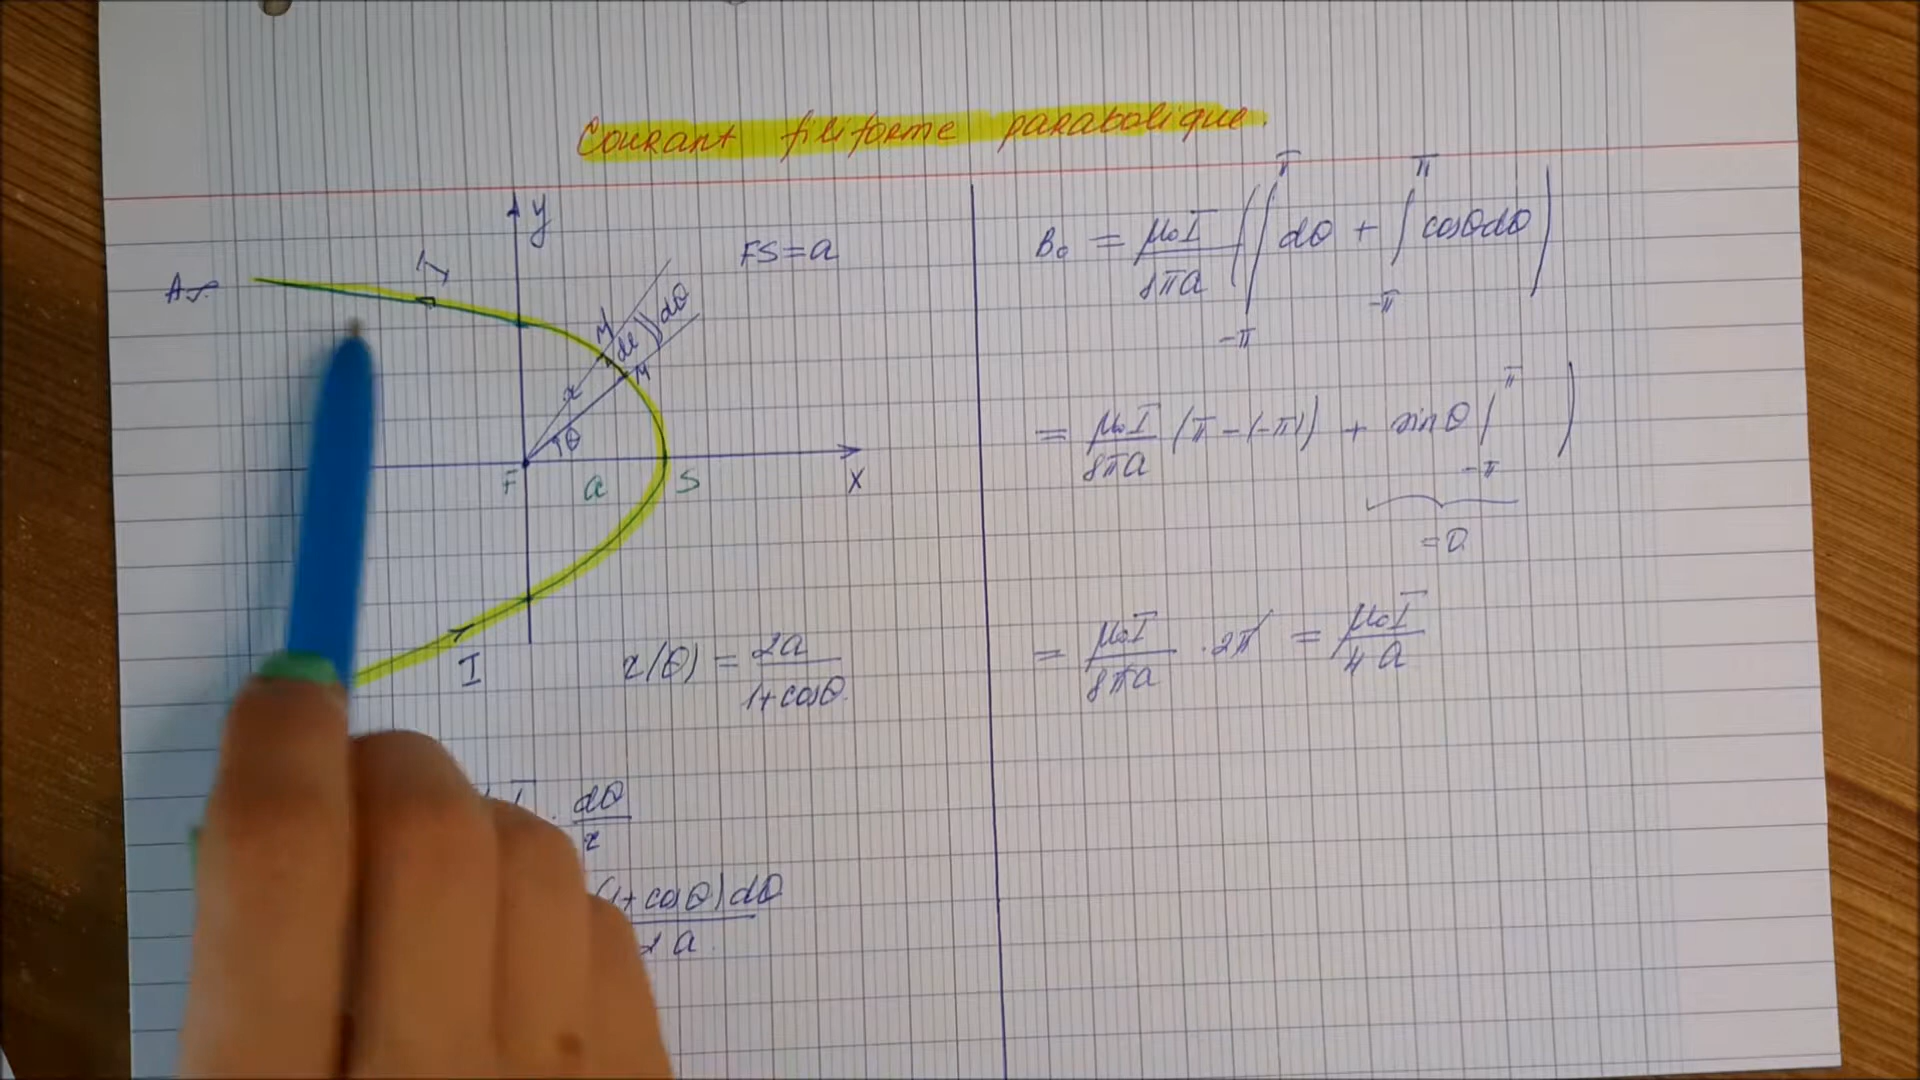 Courant filiforme parabolique.
y
FS = a
A
I
M
dl
dθ
M
r
θ
F a S
x
I
r(θ) = 2a / (1 + cosθ)
I . dθ / r
(1 + cosθ) dθ / 2a.
B₀ = μ₀I / 8πa ( ∫_{-π}^{π} dθ + ∫_{-π}^{π} cosθdθ )
= μ₀I / 8πa (π - (-π)) + sinθ |_{-π}^{π} )
= 0.
= μ₀I / 8πa . 2π = μ₀I / 4a